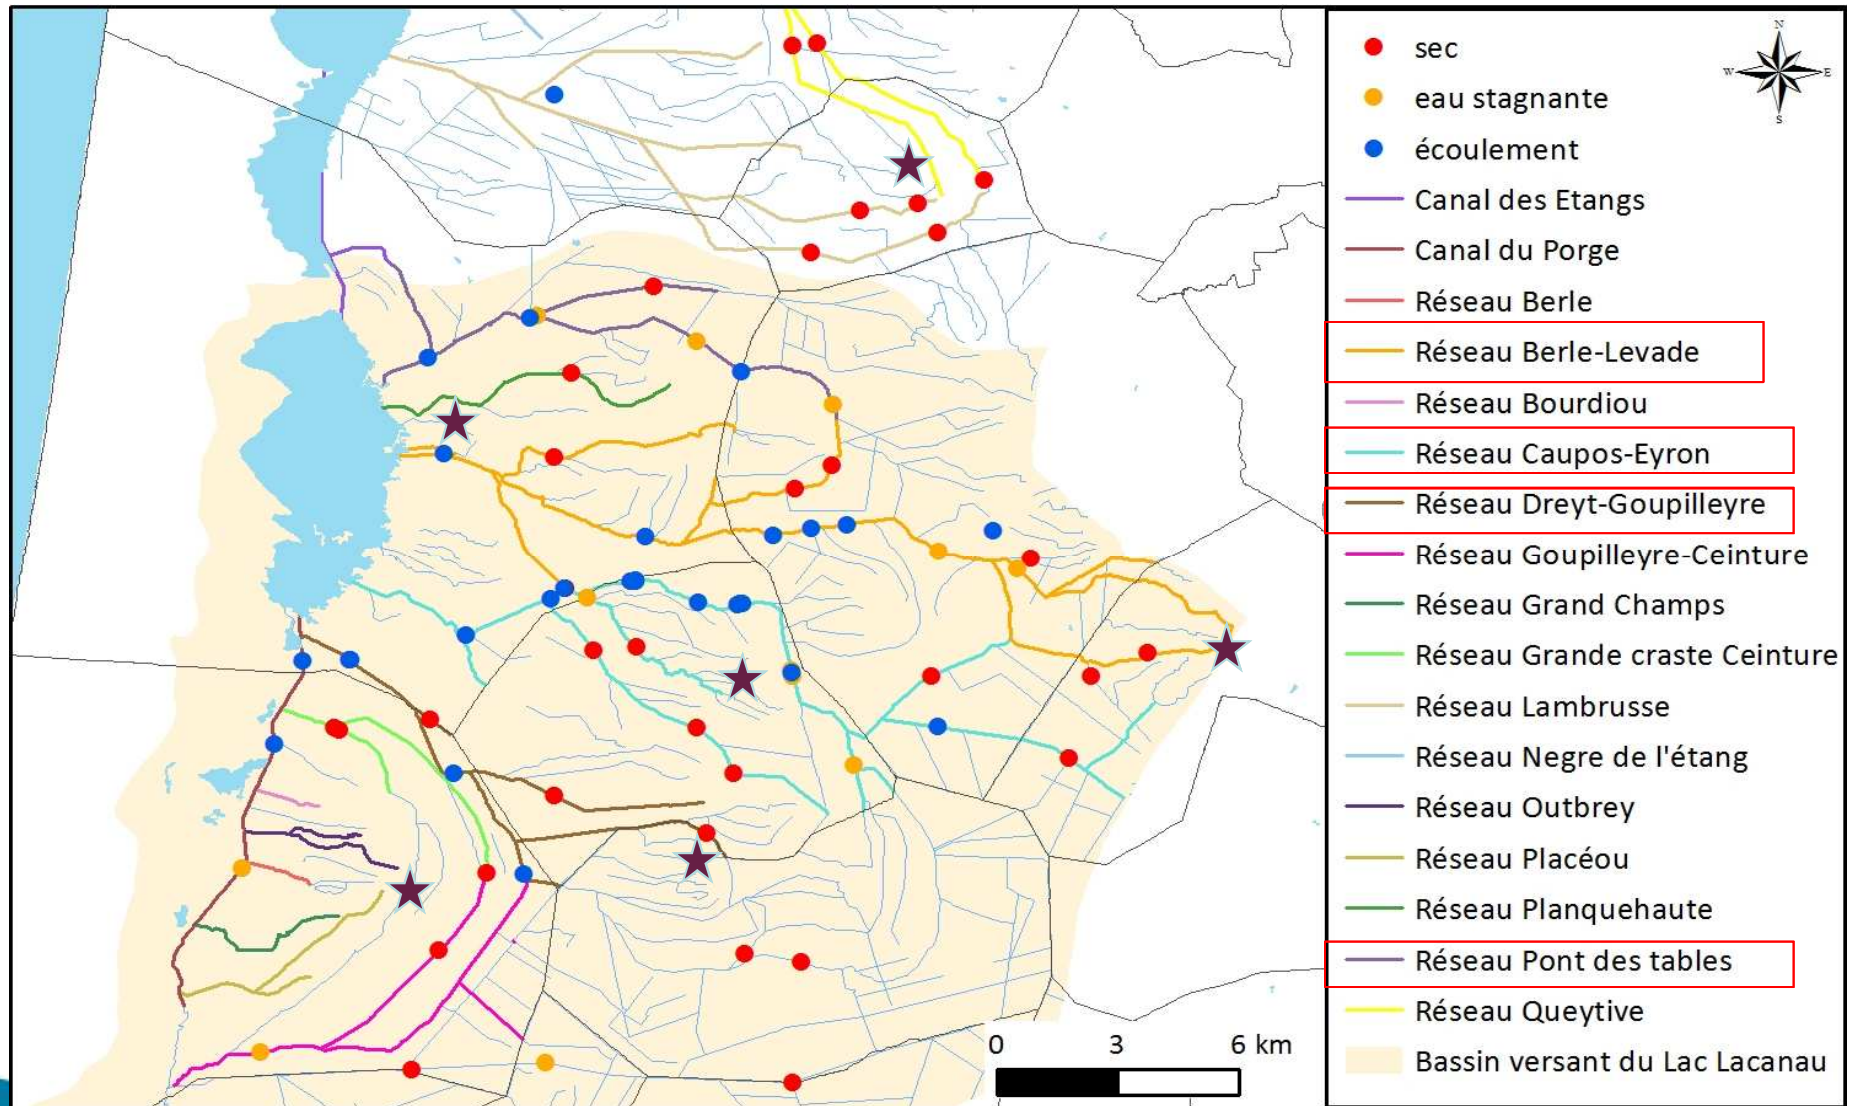 sec
eau stagnante
écoulement
Canal des Etangs
Canal du Porge
Réseau Berle
Réseau Berle-Levade
Réseau Bourdiou
Réseau Caupos-Eyron
Réseau Dreyt-Goupilleyre
Réseau Goupilleyre-Ceinture
Réseau Grand Champs
Réseau Grande craste Ceinture
Réseau Lambrusse
Réseau Negre de l'étang
Réseau Outbrey
Réseau Placéou
Réseau Planquehaute
Réseau Pont des tables
Réseau Queytive
Bassin versant du Lac Lacanau
N
W E
S
0 3 6 km